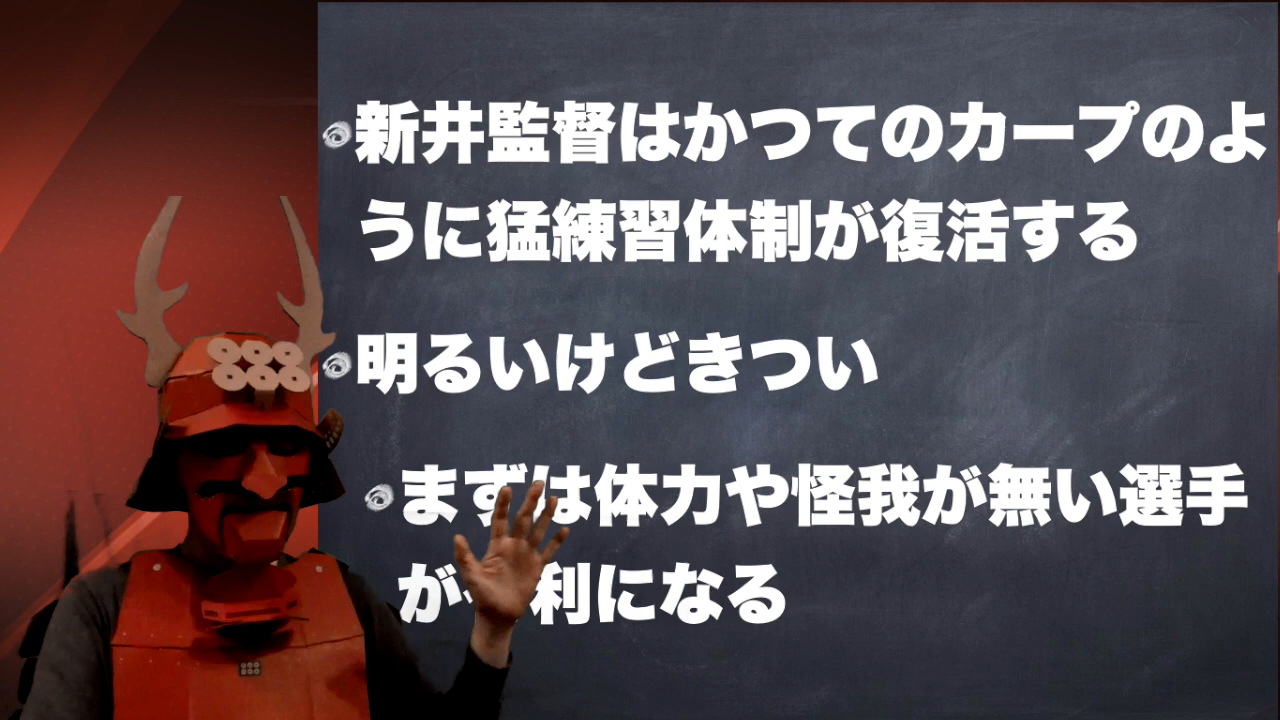 新井監督はかつてのカープのよ
うに猛練習体制が復活する
明るいけどきつい
まずは体力や怪我が無い選手
が 利になる